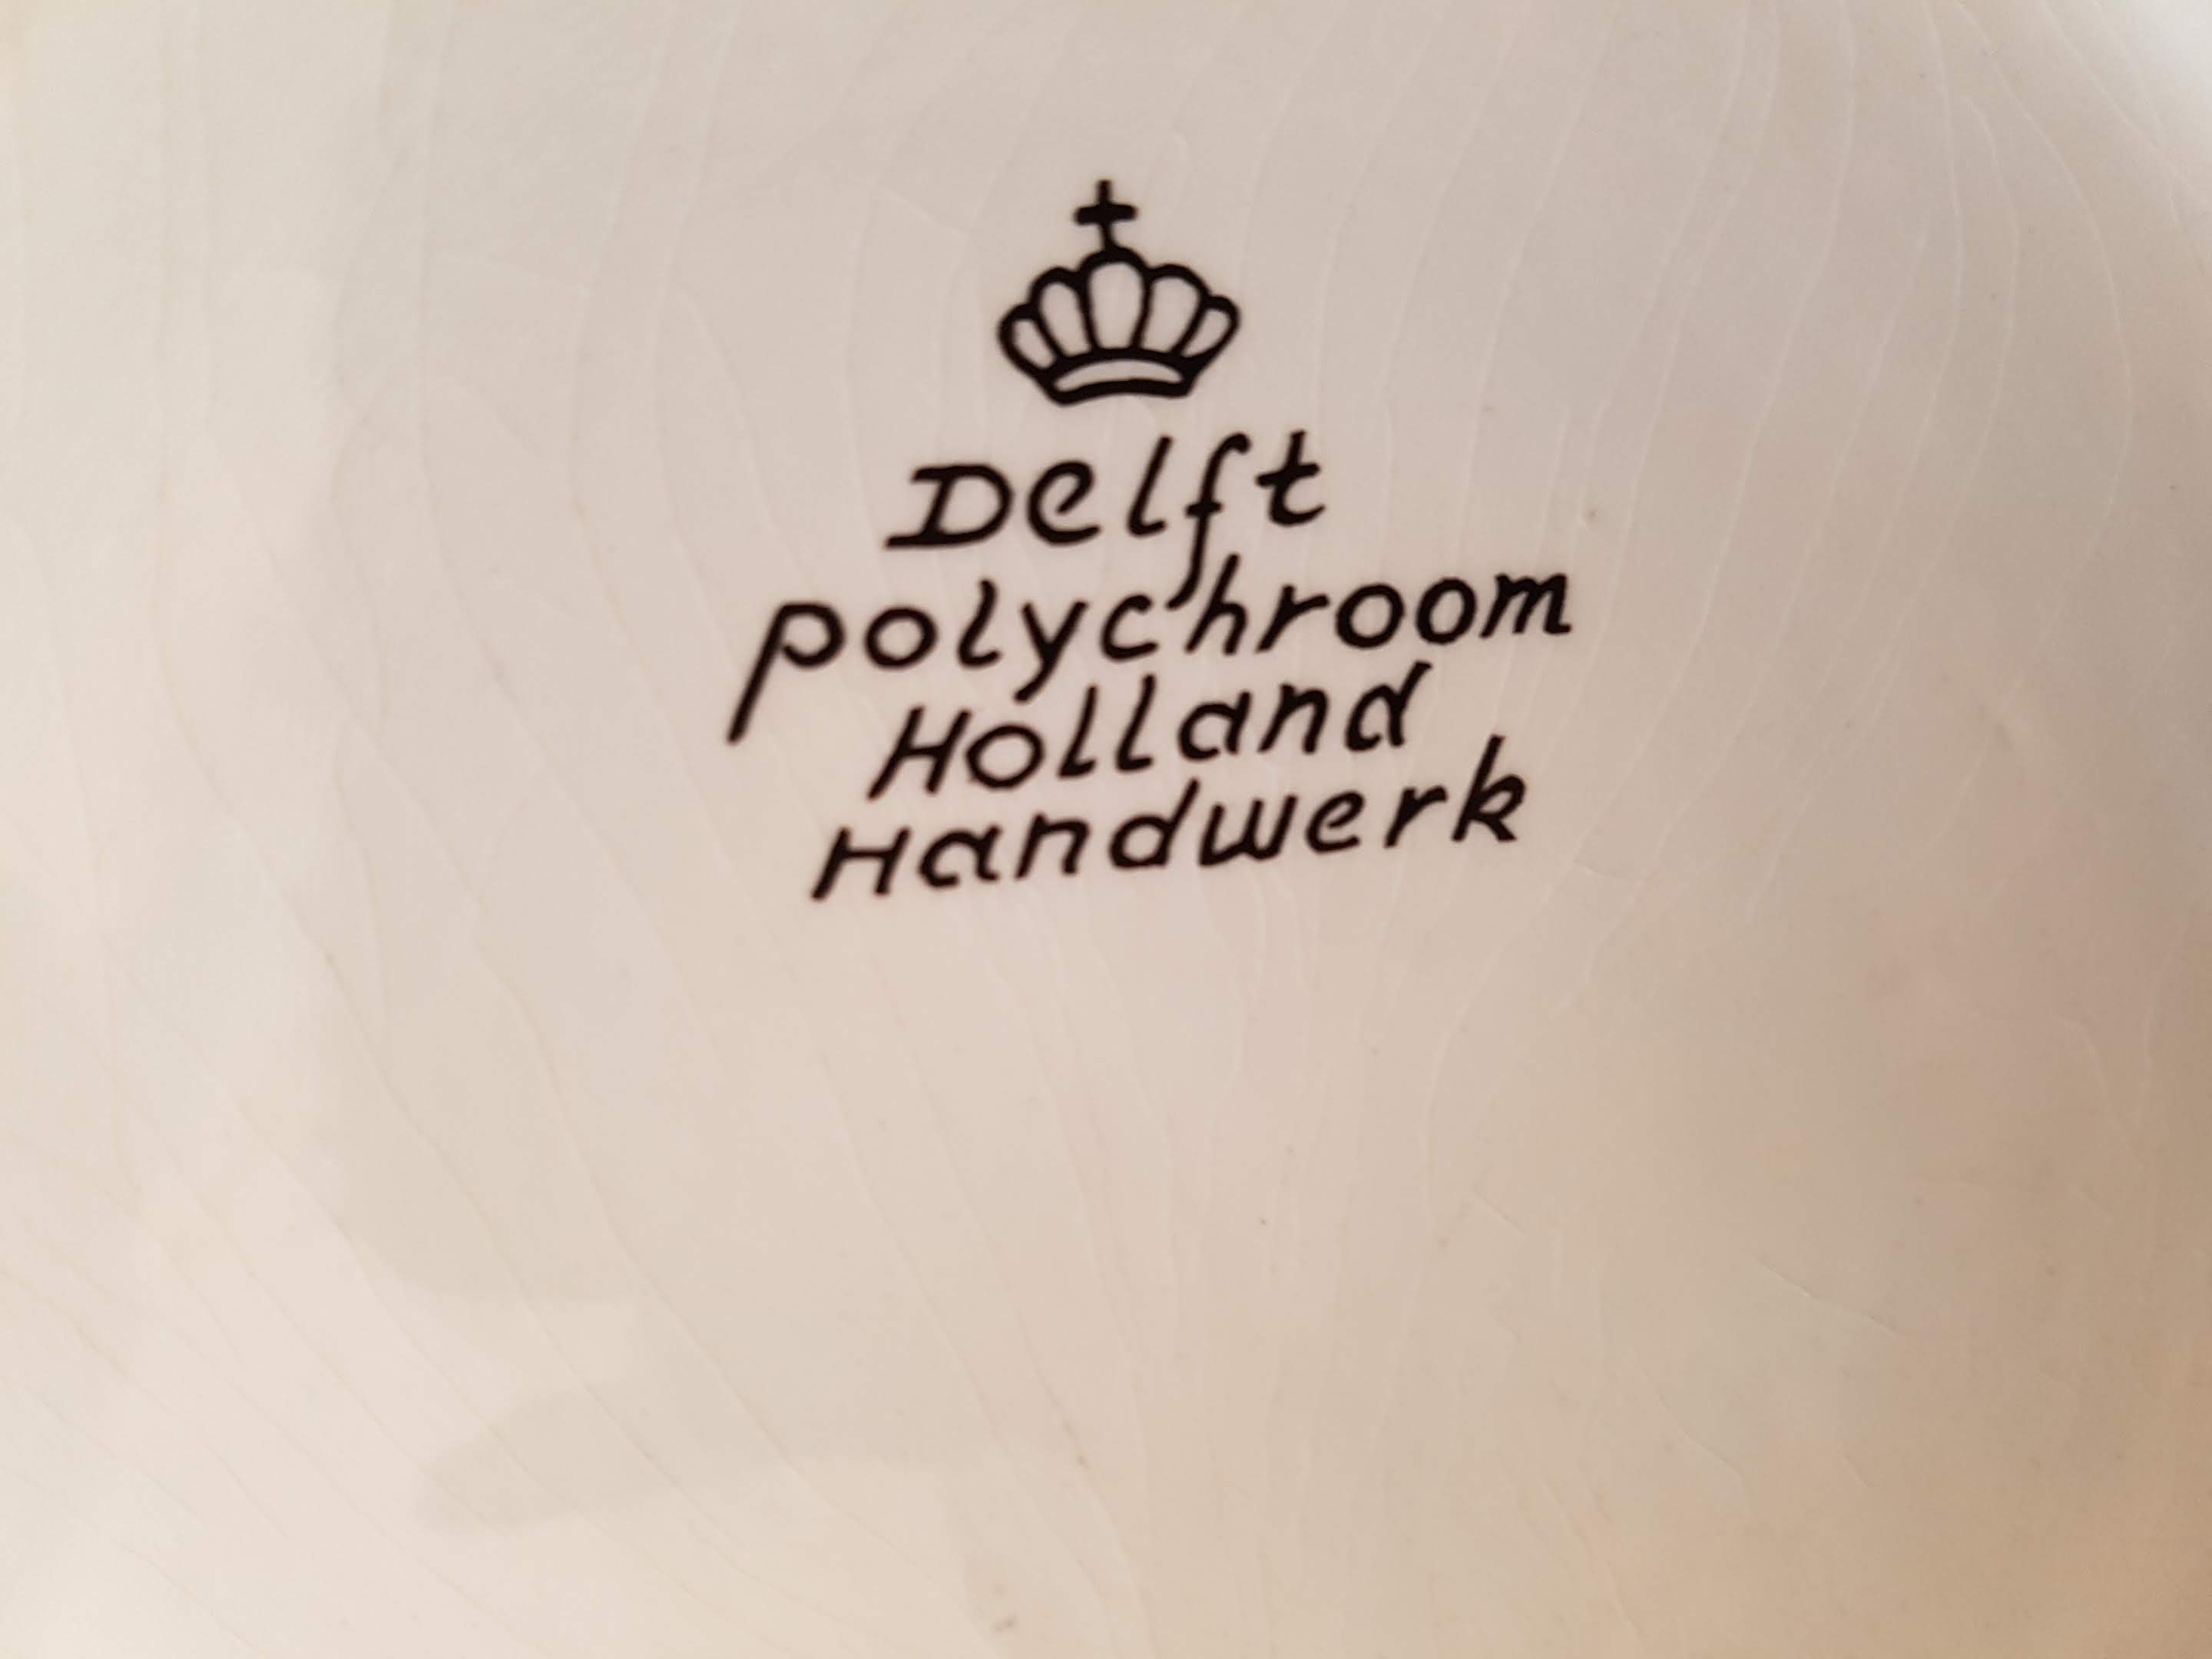 Delft
polychroom
Holland
Handwerk